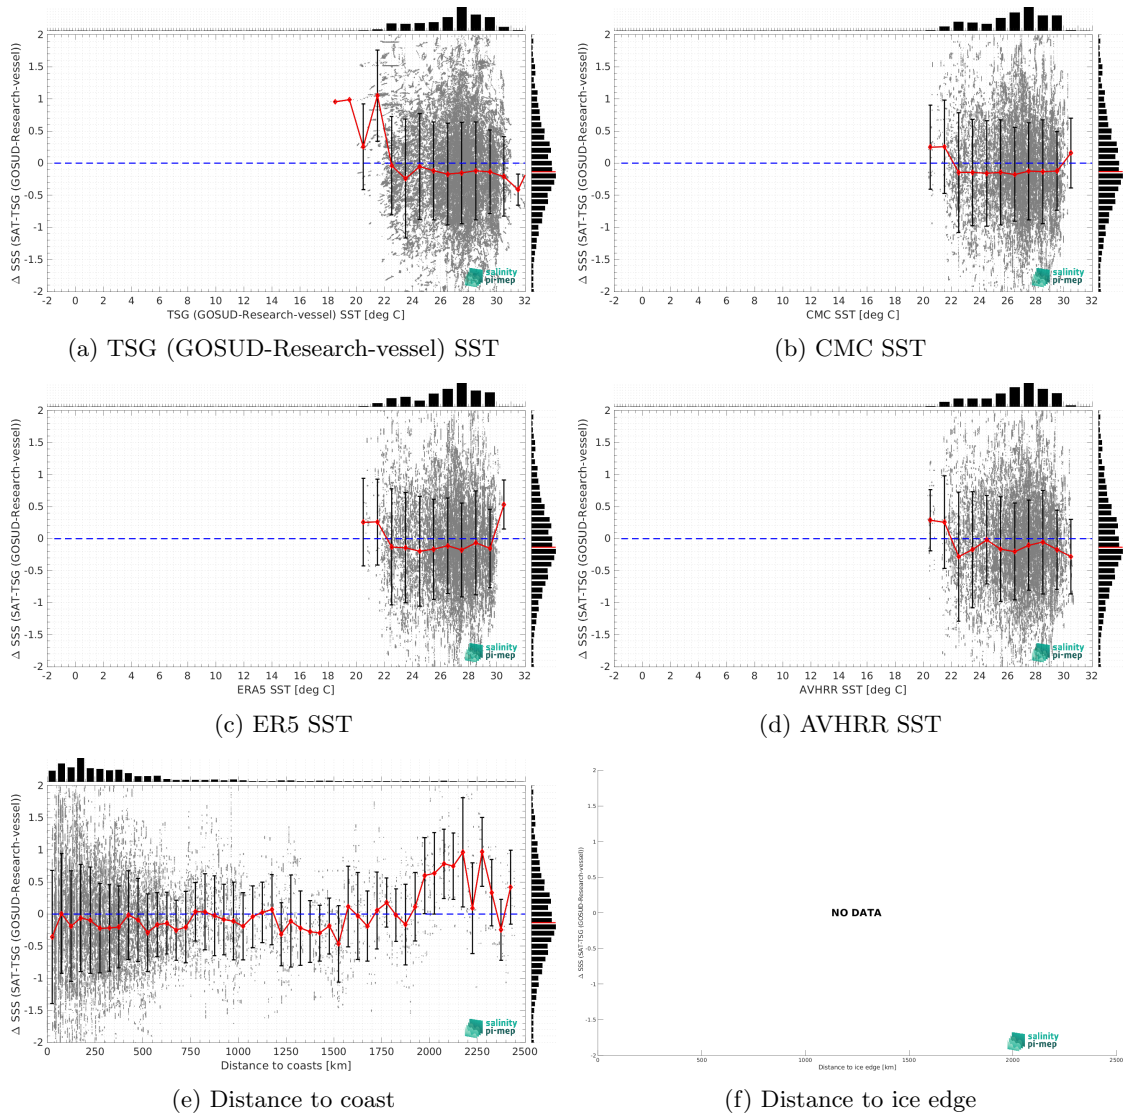 2
1.5
1
0.5
0
-0.5
-1
-1.5
-2
Δ SSS (SAT-TSG (GOSUD-Research-vessel))
salinity
pi-mep
-2 0 2 4 6 8 10 12 14 16 18 20 22 24 26 28 30 32
TSG (GOSUD-Research-vessel) SST [deg C]
(a) TSG (GOSUD-Research-vessel) SST
2
1.5
1
0.5
0
-0.5
-1
-1.5
-2
Δ SSS (SAT-TSG (GOSUD-Research-vessel))
salinity
pi-mep
-2 0 2 4 6 8 10 12 14 16 18 20 22 24 26 28 30 32
CMC SST [deg C]
(b) CMC SST
2
1.5
1
0.5
0
-0.5
-1
-1.5
-2
Δ SSS (SAT-TSG (GOSUD-Research-vessel))
salinity
pi-mep
-2 0 2 4 6 8 10 12 14 16 18 20 22 24 26 28 30 32
ERA5 SST [deg C]
(c) ER5 SST
2
1.5
1
0.5
0
-0.5
-1
-1.5
-2
Δ SSS (SAT-TSG (GOSUD-Research-vessel))
salinity
pi-mep
-2 0 2 4 6 8 10 12 14 16 18 20 22 24 26 28 30 32
AVHRR SST [deg C]
(d) AVHRR SST
2
1.5
1
0.5
0
-0.5
-1
-1.5
-2
Δ SSS (SAT-TSG (GOSUD-Research-vessel))
salinity
pi-mep
0 250 500 750 1000 1250 1500 1750 2000 2250 2500
Distance to coasts [km]
(e) Distance to coast
2
1.5
1
0.5
0
-0.5
-1
-1.5
-2
Δ SSS (SAT-TSG (GOSUD-Research-vessel))
NO DATA
salinity
pi-mep
0 500 1000 1500 2000 2500
Distance to ice edge [km]
(f) Distance to ice edge